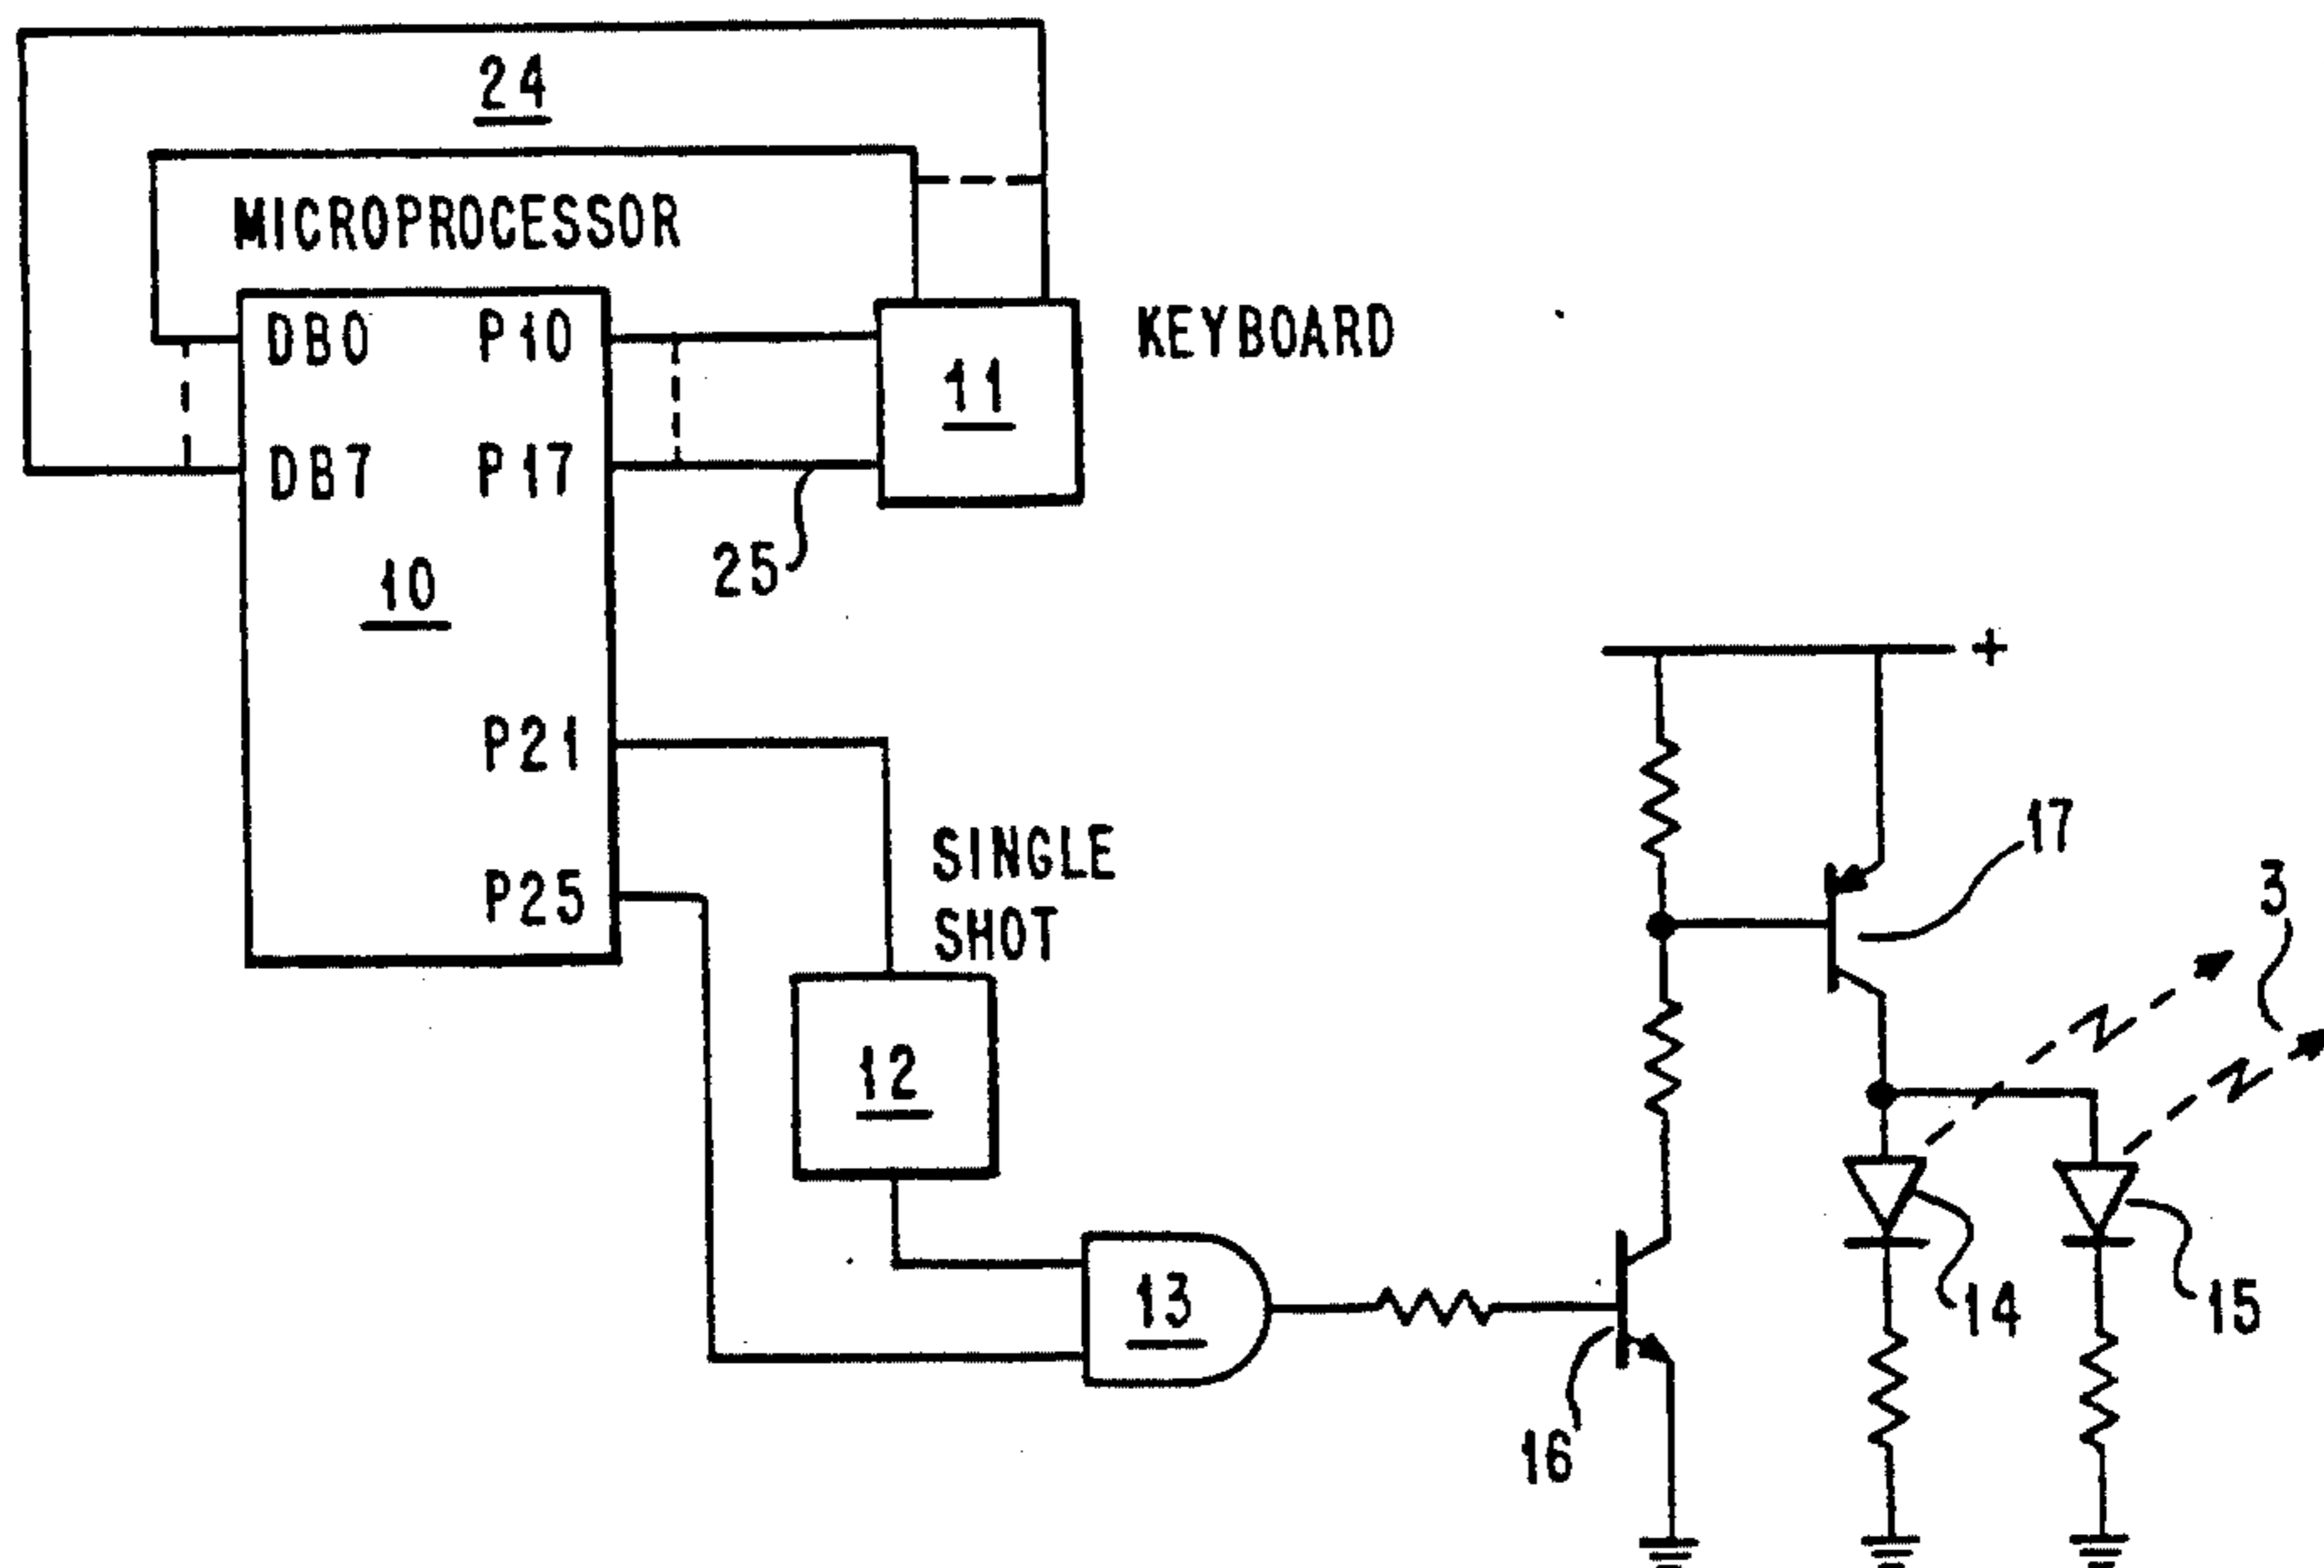 24
MICROPROCESSOR
DB0 P10
KEYBOARD
11
DB7 P17
25
10
+
P21
17
SINGLE
SHOT
3
P25
12
13
14
15
16